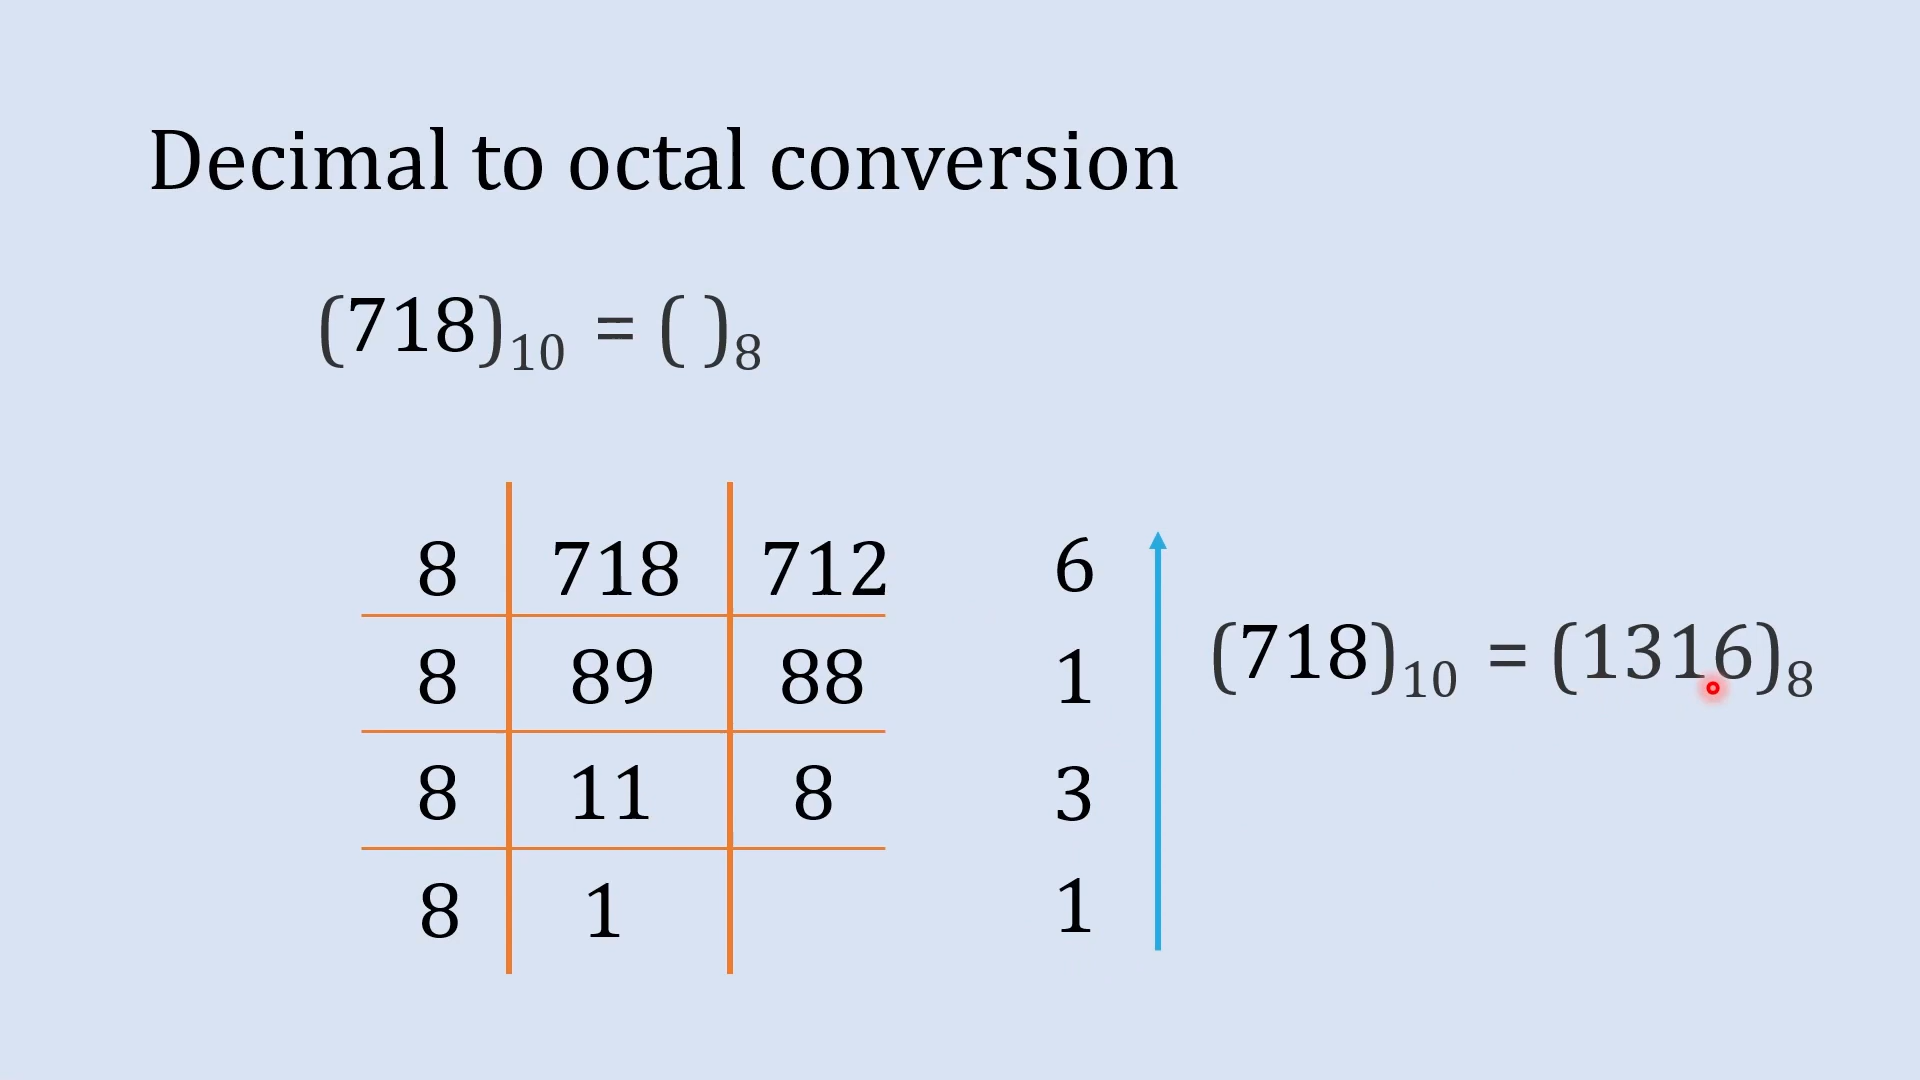 Decimal to octal conversion
(718)₁₀ = ( )₈
8 718 712 6
8 89 88 1
(718)₁₀ = (1316)₈
8 11 8 3
8 1 1